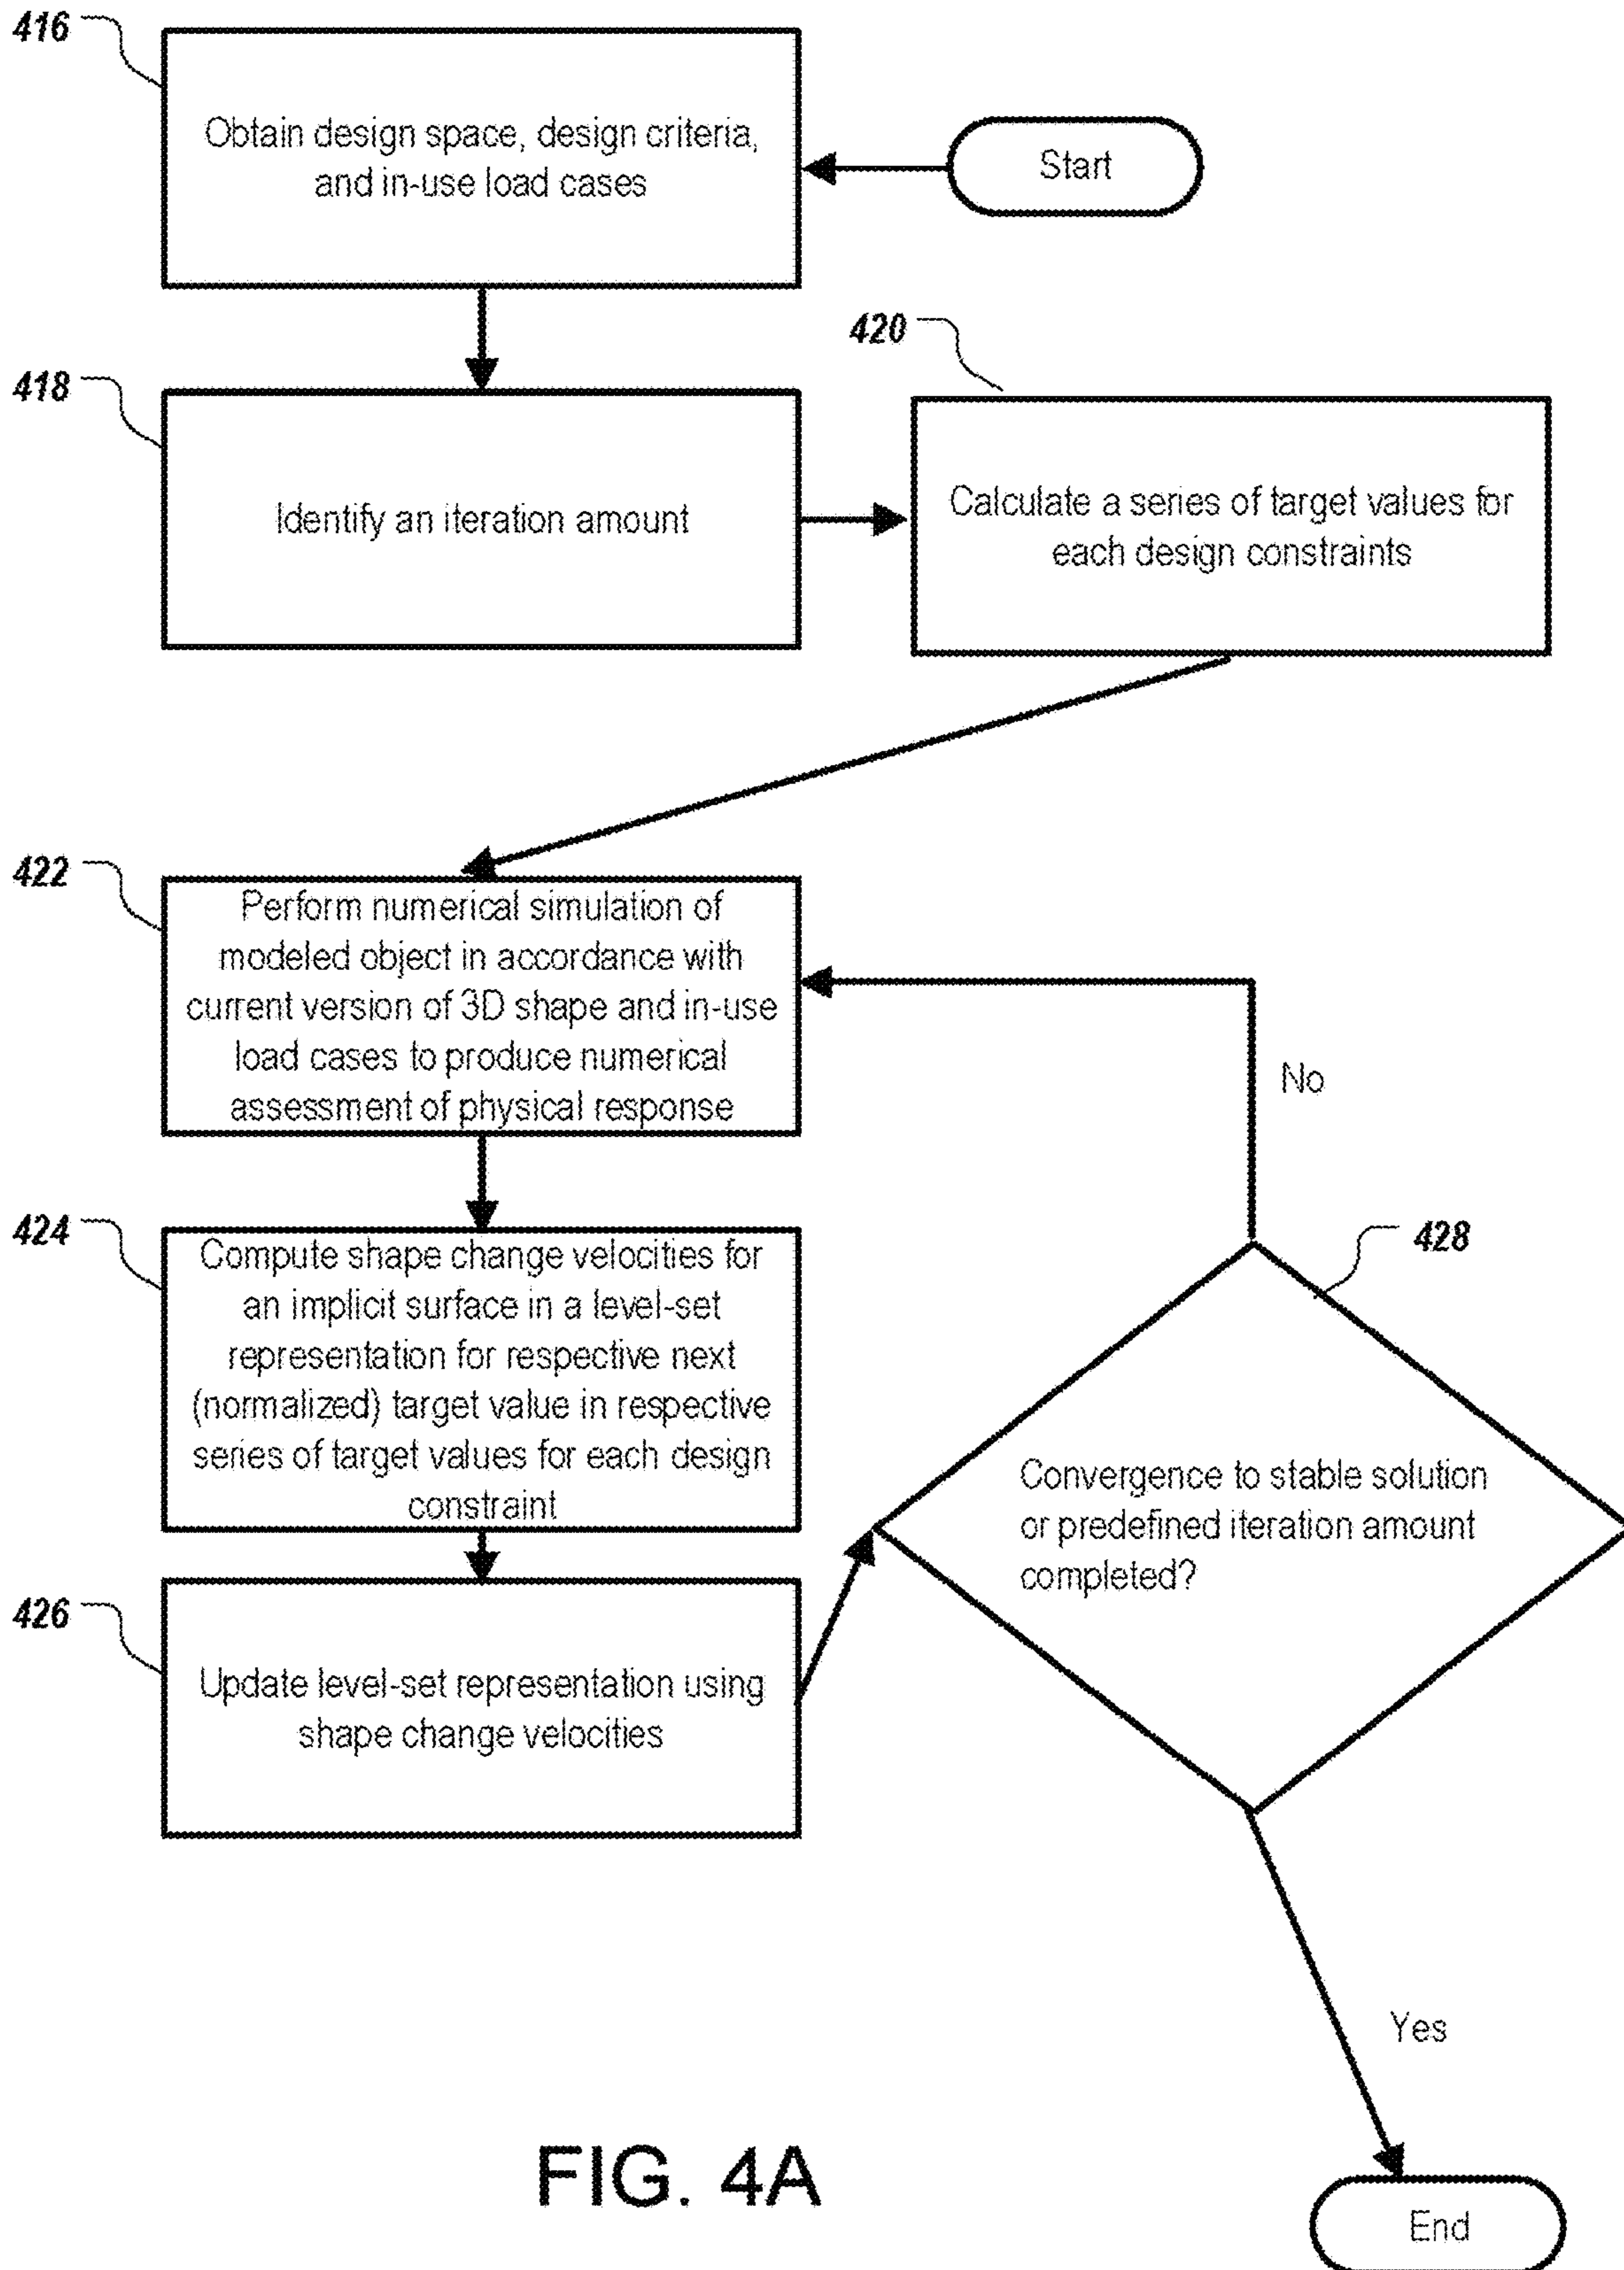 416
Obtain design space, design criteria,
and in-use load cases
Start
418
Identify an iteration amount
420
Calculate a series of target values for
each design constraints
422
Perform numerical simulation of
modeled object in accordance with
current version of 3D shape and in-use
load cases to produce numerical
assessment of physical response
No
424
Compute shape change velocities for
an implicit surface in a level-set
representation for respective next
(normalized) target value in respective
series of target values for each design
constraint
428
Convergence to stable solution
or predefined iteration amount
completed?
426
Update level-set representation using
shape change velocities
Yes
End
FIG. 4A